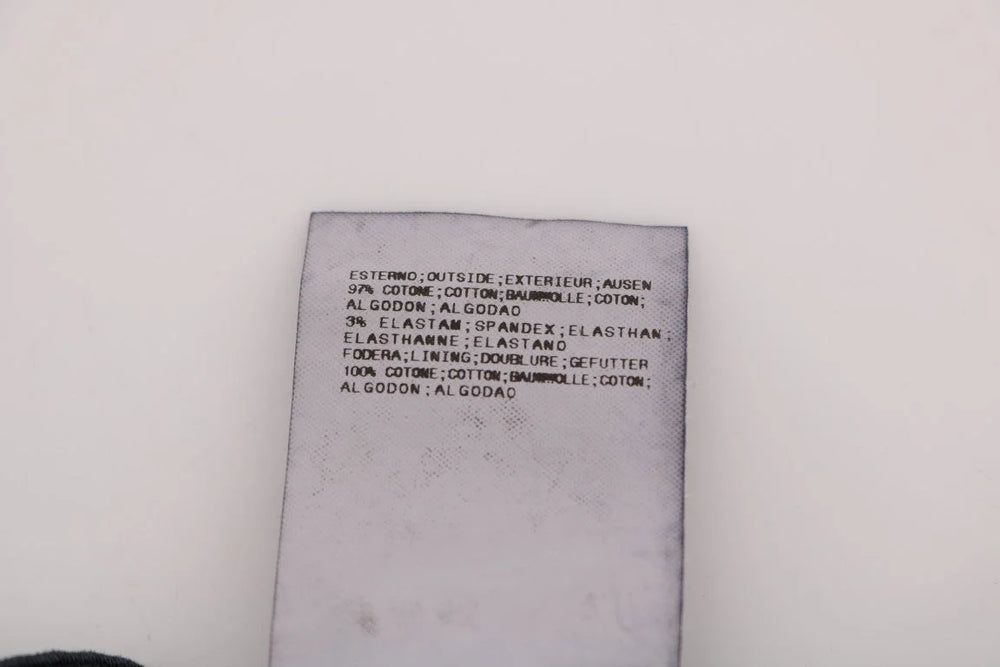 ESTERNO;OUTSIDE;EXTERIEUR;AUSEN
97% COTONE;COTTON;BAUMWOLLE;COTON;
ALGODON;ALGODAO
3% ELASTAM;SPANDEX;ELASTHAN;
ELASTHANNE;ELASTANO
FODERA;LINING;DOUBLURE;GEFUTTER
100% COTONE;COTTON;BAUMWOLLE;COTON;
ALGODON;ALGODAO